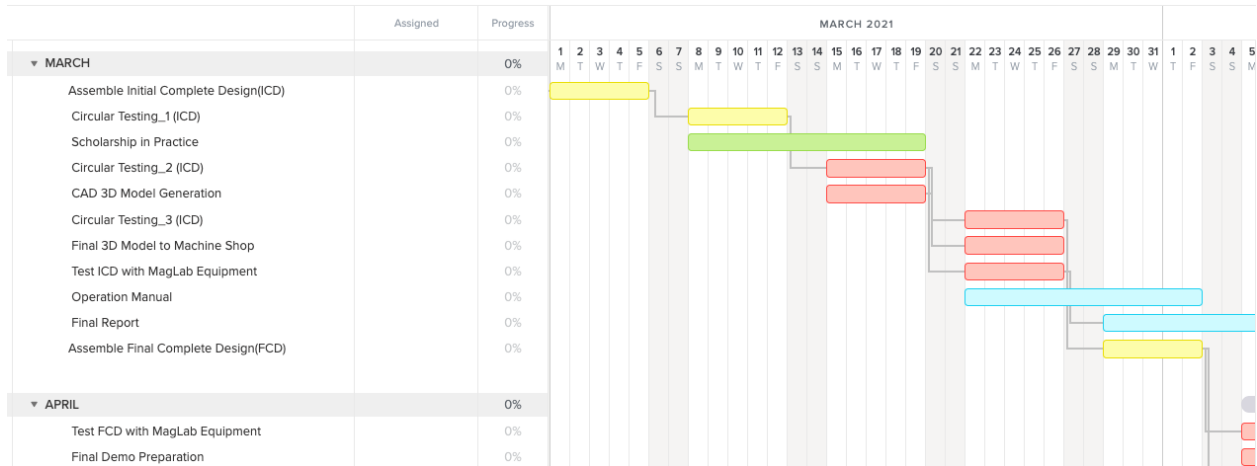 Assigned Progress MARCH 2021
1 2 3 4 5 6 7 8 9 10 11 12 13 14 15 16 17 18 19 20 21 22 23 24 25 26 27 28 29 30 31 1 2 3 4 5
M T W T F S S M T W T F S S M T W T F S S M T W T F S S M T W T F S S M
MARCH 0%
Assemble Initial Complete Design(ICD) 0%
Circular Testing_1 (ICD) 0%
Scholarship in Practice 0%
Circular Testing_2 (ICD) 0%
CAD 3D Model Generation 0%
Circular Testing_3 (ICD) 0%
Final 3D Model to Machine Shop 0%
Test ICD with MagLab Equipment 0%
Operation Manual 0%
Final Report 0%
Assemble Final Complete Design(FCD) 0%
APRIL 0%
Test FCD with MagLab Equipment 0%
Final Demo Preparation 0%